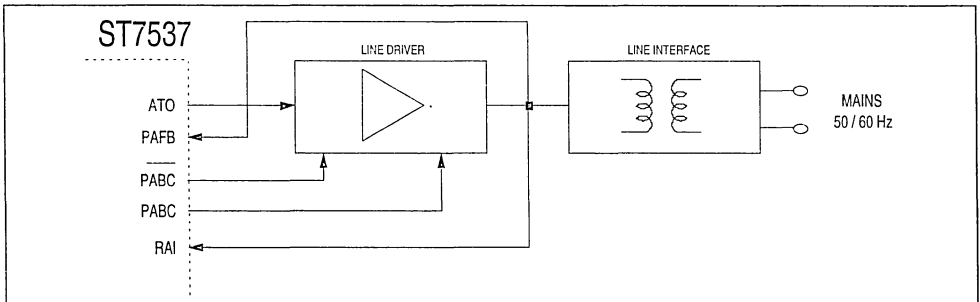 ST7537
LINE DRIVER
LINE INTERFACE
ATO
PAFB
PABC
PABC
RAI
MAINS
50 / 60 Hz